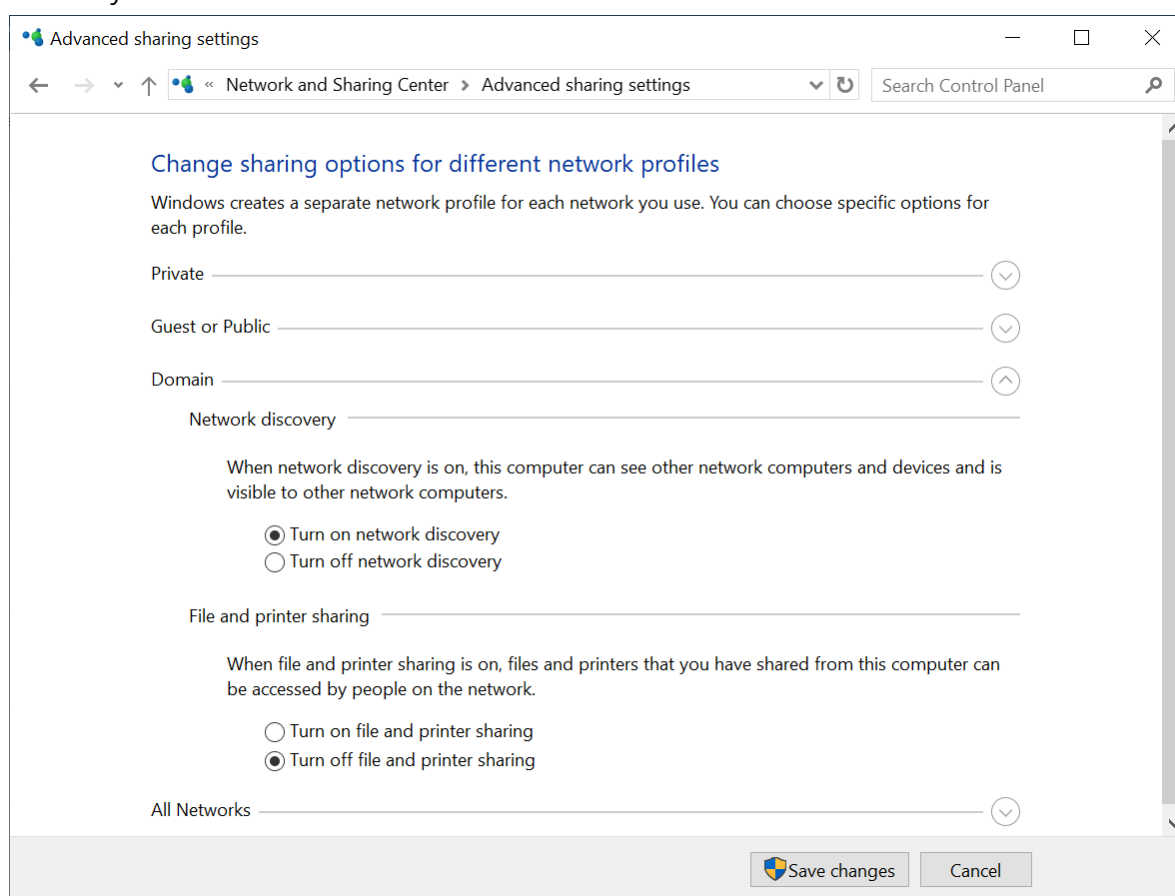 Advanced sharing settings
« Network and Sharing Center > Advanced sharing settings
Search Control Panel
Change sharing options for different network profiles
Windows creates a separate network profile for each network you use. You can choose specific options for
each profile.
Private
Guest or Public
Domain
Network discovery
When network discovery is on, this computer can see other network computers and devices and is
visible to other network computers.
Turn on network discovery
Turn off network discovery
File and printer sharing
When file and printer sharing is on, files and printers that you have shared from this computer can
be accessed by people on the network.
Turn on file and printer sharing
Turn off file and printer sharing
All Networks
Save changes
Cancel